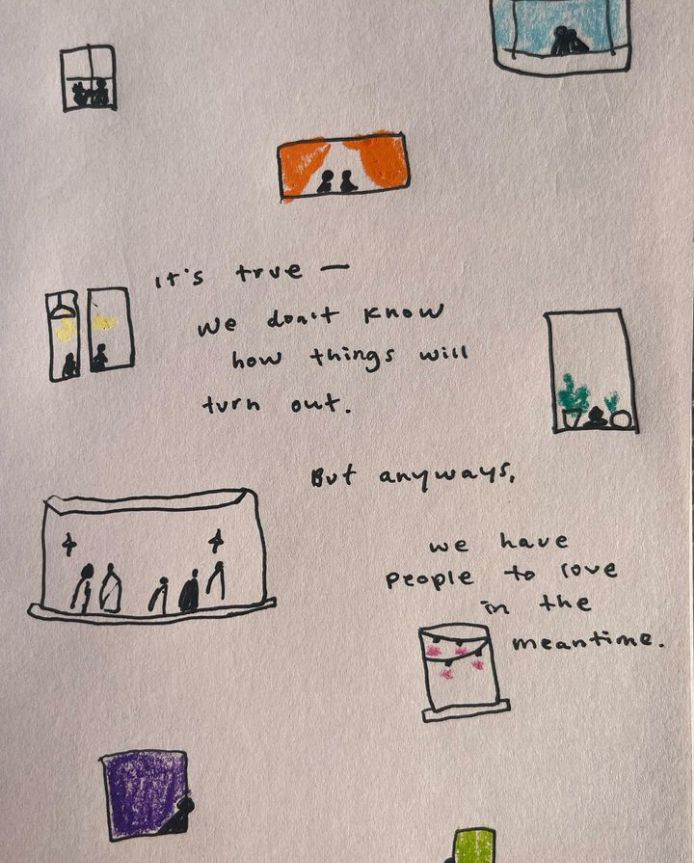 it's true —
we don't know
how things will
turn out.
But anyways,
we have
people to love
in the
meantime.